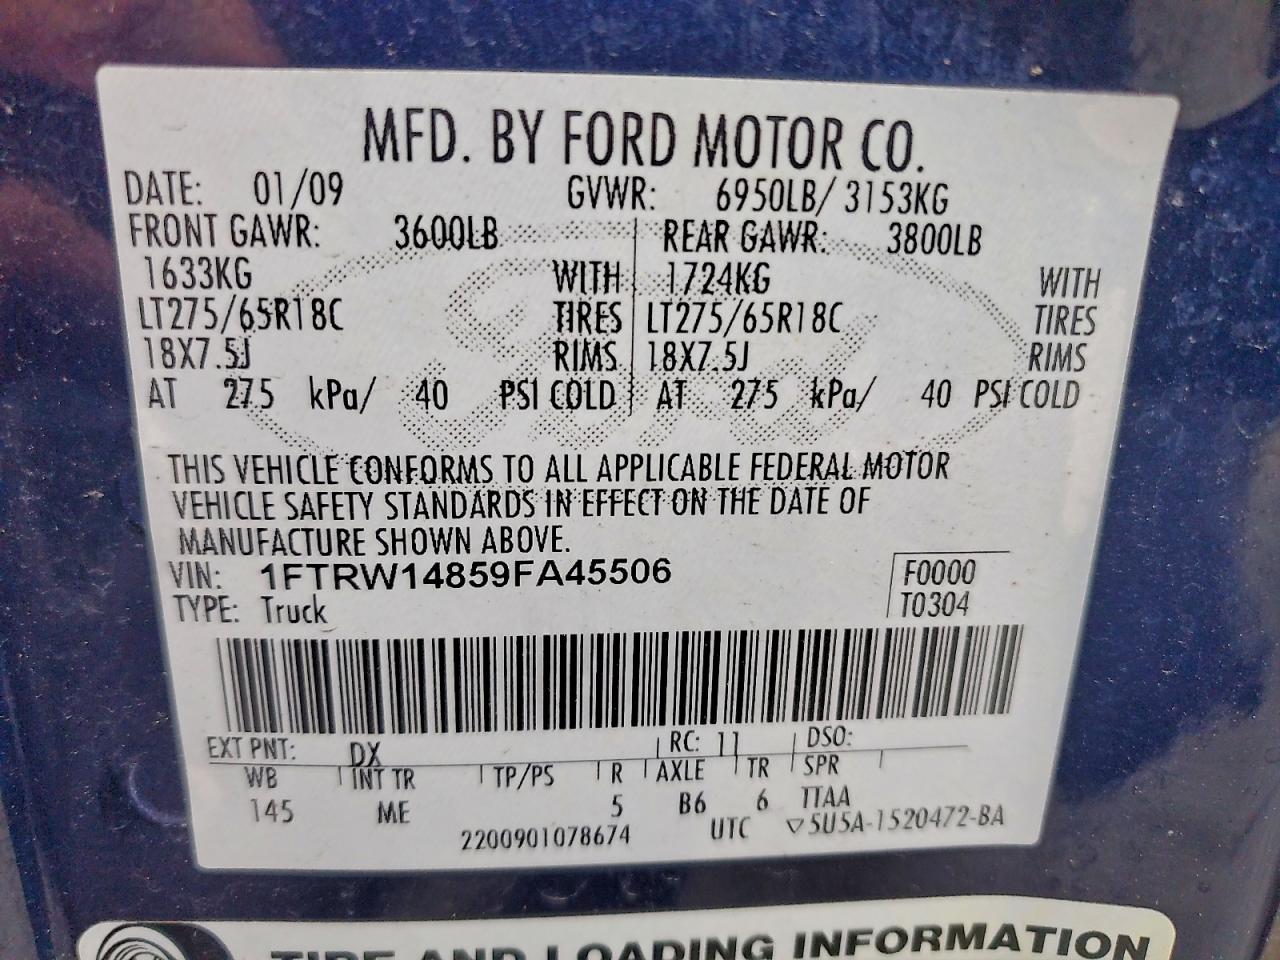 MFD. BY FORD MOTOR CO.
DATE: 01/09 GVWR: 6950LB/ 3153KG
FRONT GAWR: 3600LB REAR GAWR: 3800LB
1633KG WITH 1724KG WITH
LT275/65R18C TIRES LT275/65R18C TIRES
18X7.5J RIMS 18X7.5J RIMS
AT 275 kPa/ 40 PSI COLD AT 275 kPa/ 40 PSI COLD
THIS VEHICLE CONFORMS TO ALL APPLICABLE FEDERAL MOTOR
VEHICLE SAFETY STANDARDS IN EFFECT ON THE DATE OF
MANUFACTURE SHOWN ABOVE.
VIN: 1FTRW14859FA45506 F0000
TYPE: Truck T0304
EXT PNT: DX RC: 11 DSO:
WB INT TR TP/PS R AXLE TR SPR
145 ME 5 B6 6 TTAA
2200901078674 UTC ▽5U5A-1520472-BA
TIRE AND LOADING INFORMATION